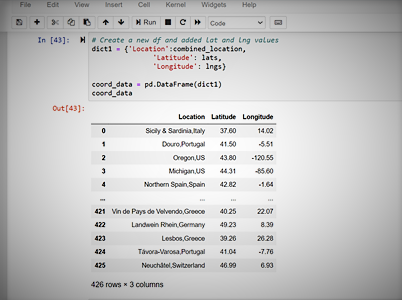 File Edit View Insert Cell Kernel Widgets Help
Run Code
In [43]: # Create a new df and added lat and lng values
dict1 = {'Location':combined_location,
'Latitude': lats,
'Longitude': lngs}
coord_data = pd.DataFrame(dict1)
coord_data
Out[43]:
Location Latitude Longitude
0 Sicily & Sardinia,Italy 37.60 14.02
1 Douro,Portugal 41.50 -5.51
2 Oregon,US 43.80 -120.55
3 Michigan,US 44.31 -85.60
4 Northern Spain,Spain 42.82 -1.64
... ... ... ...
421 Vin de Pays de Velvendo,Greece 40.25 22.07
422 Landwein Rhein,Germany 49.23 8.39
423 Lesbos,Greece 39.26 26.28
424 Távora-Varosa,Portugal 41.04 -7.76
425 Neuchâtel,Switzerland 46.99 6.93
426 rows × 3 columns